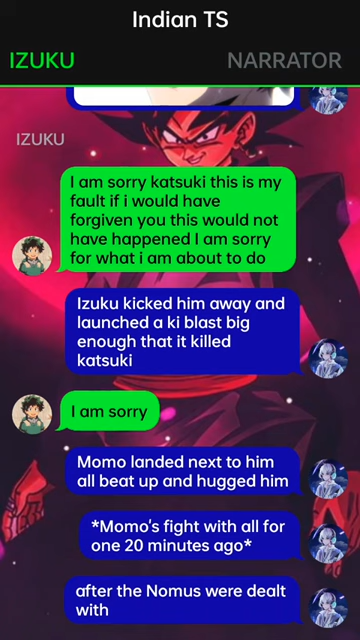 Indian TS
IZUKU
NARRATOR
IZUKU
I am sorry katsuki this is my
fault if i would have
forgiven you this would not
have happened I am sorry
for what i am about to do
Izuku kicked him away and
launched a ki blast big
enough that it killed
katsuki
I am sorry
Momo landed next to him
all beat up and hugged him
*Momo's fight with all for
one 20 minutes ago*
after the Nomus were dealt
with